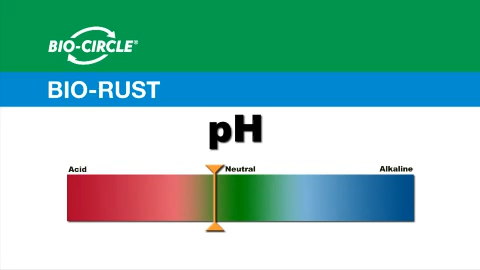 BIO-CIRCLE®
BIO-RUST
pH
Acid
Neutral
Alkaline